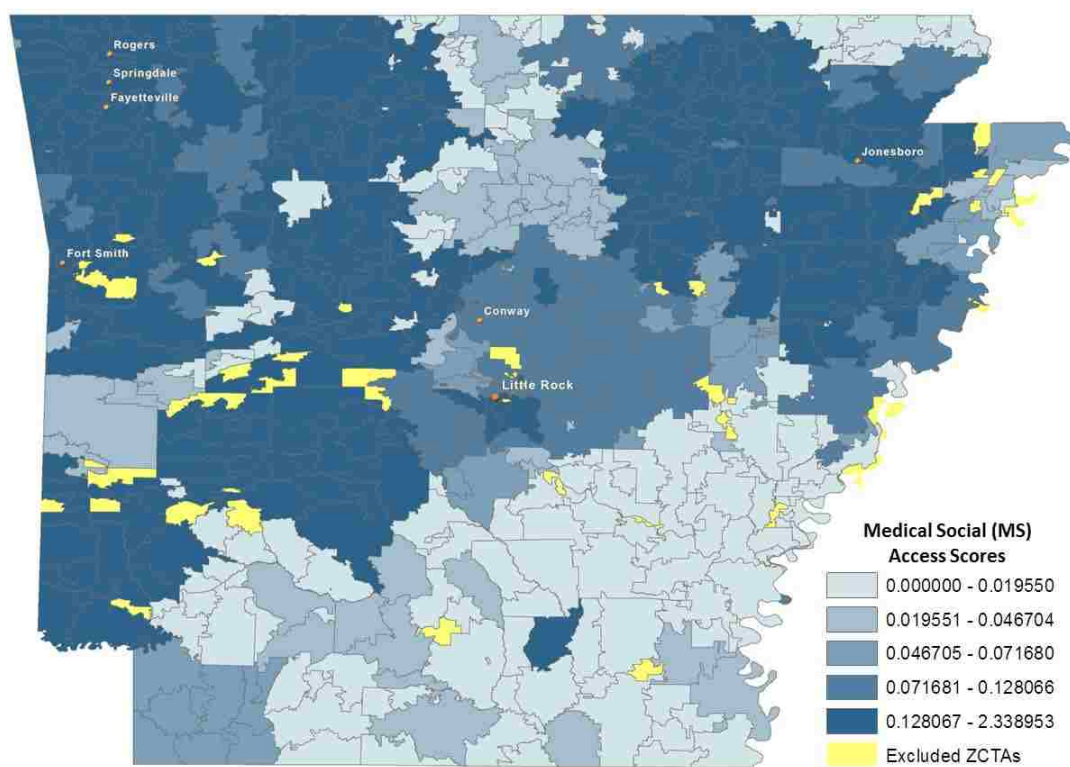 Rogers
Springdale
Fayetteville
Jonesboro
Fort Smith
Conway
Little Rock
Medical Social (MS)
Access Scores
0.000000 - 0.019550
0.019551 - 0.046704
0.046705 - 0.071680
0.071681 - 0.128066
0.128067 - 2.338953
Excluded ZCTAs